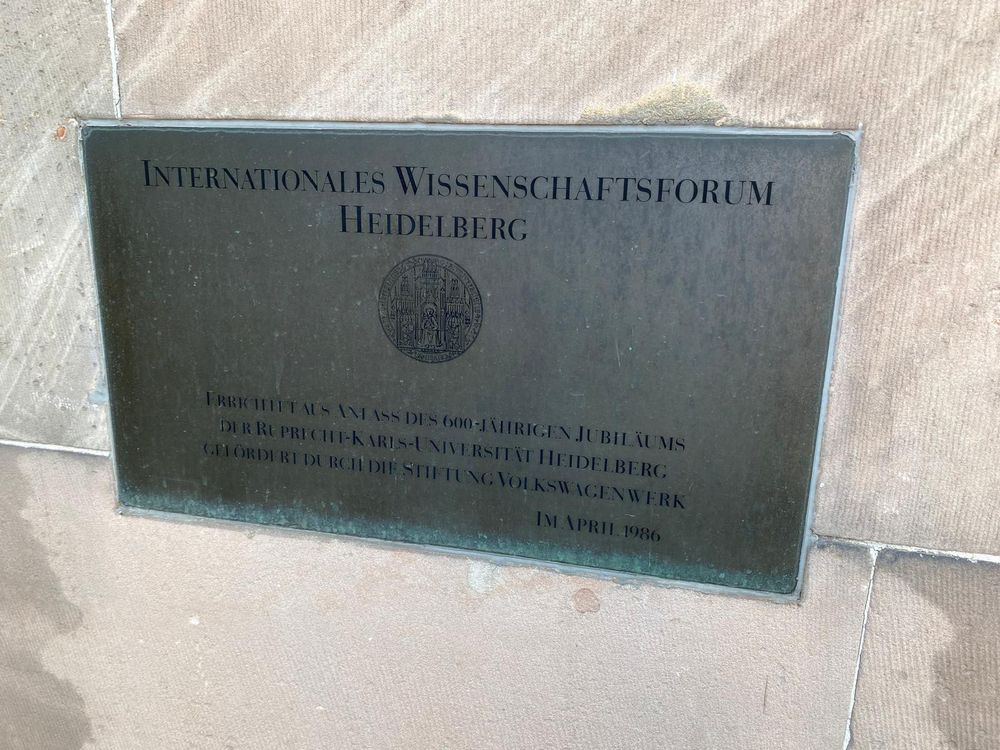 INTERNATIONALES WISSENSCHAFTSFORUM
HEIDELBERG
ERRICHTET AUS ANLASS DES 600-JÄHRIGEN JUBILÄUMS
DER RUPRECHT-KARLS-UNIVERSITÄT HEIDELBERG
GEFÖRDERT DURCH DIE STIFTUNG VOLKSWAGENWERK
IM APRIL 1986